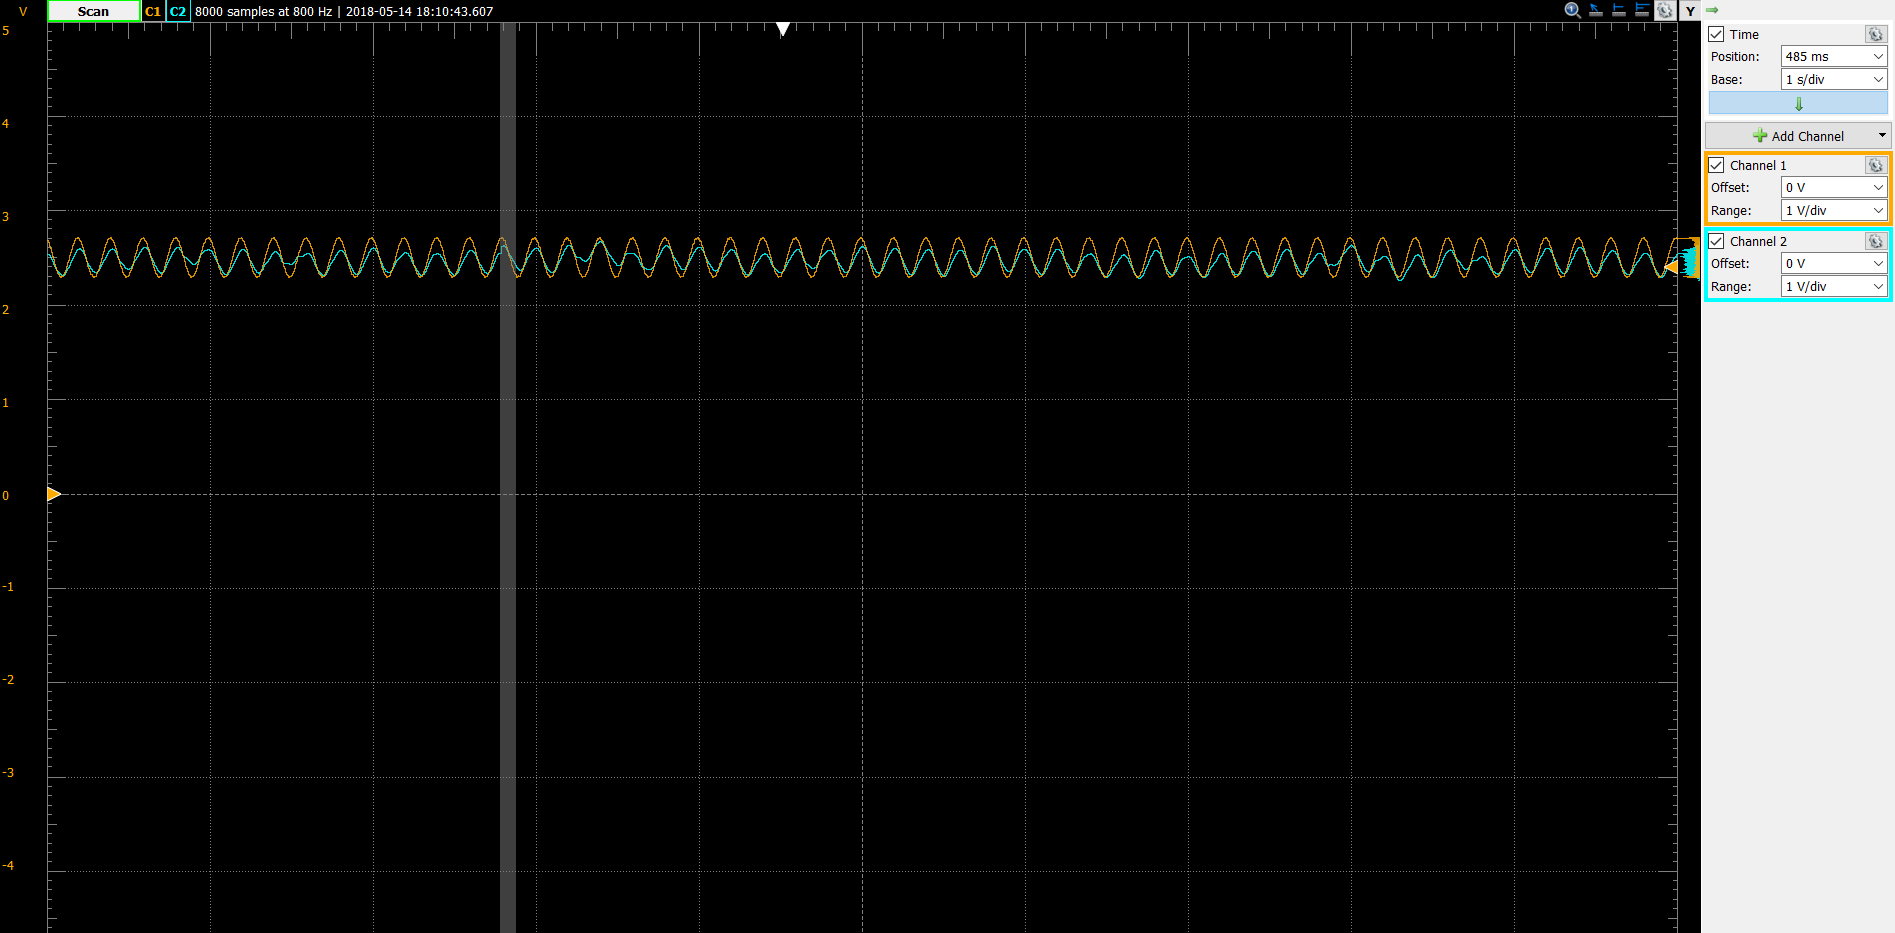 V Scan C1 C2 8000 samples at 800 Hz | 2018-05-14 18:10:43.607 Y
5
4
3
2
1
0
-1
-2
-3
-4
Time
Position: 485 ms
Base: 1 s/div
Add Channel
Channel 1
Offset: 0 V
Range: 1 V/div
Channel 2
Offset: 0 V
Range: 1 V/div